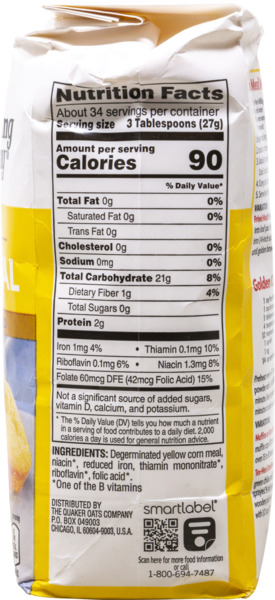 Nutrition Facts
About 34 servings per container
Serving size 3 Tablespoons (27g)
Amount per serving
Calories 90
% Daily Value*
Total Fat 0g 0%
Saturated Fat 0g 0%
Trans Fat 0g
Cholesterol 0g 0%
Sodium 0mg 0%
Total Carbohydrate 21g 8%
Dietary Fiber 1g 4%
Total Sugars 0g
Protein 2g
Iron 1mg 4% • Thiamin 0.1mg 10%
Riboflavin 0.1mg 6% • Niacin 1.3mg 8%
Folate 60mcg DFE (42mcg Folic Acid) 15%
Not a significant source of added sugars,
vitamin D, calcium, and potassium.
* The % Daily Value (DV) tells you how much a nutrient
in a serving of food contributes to a daily diet. 2,000
calories a day is used for general nutrition advice.
INGREDIENTS: Degerminated yellow corn meal,
niacin*, reduced iron, thiamin mononitrate*,
riboflavin*, folic acid*.
*One of the B vitamins
DISTRIBUTED BY
THE QUAKER OATS COMPANY
P.O. BOX 049003
CHICAGO, IL 60604-9003, U.S.A.
smartlabel
Scan here for more food information
or call
1-800-694-7487
Golden